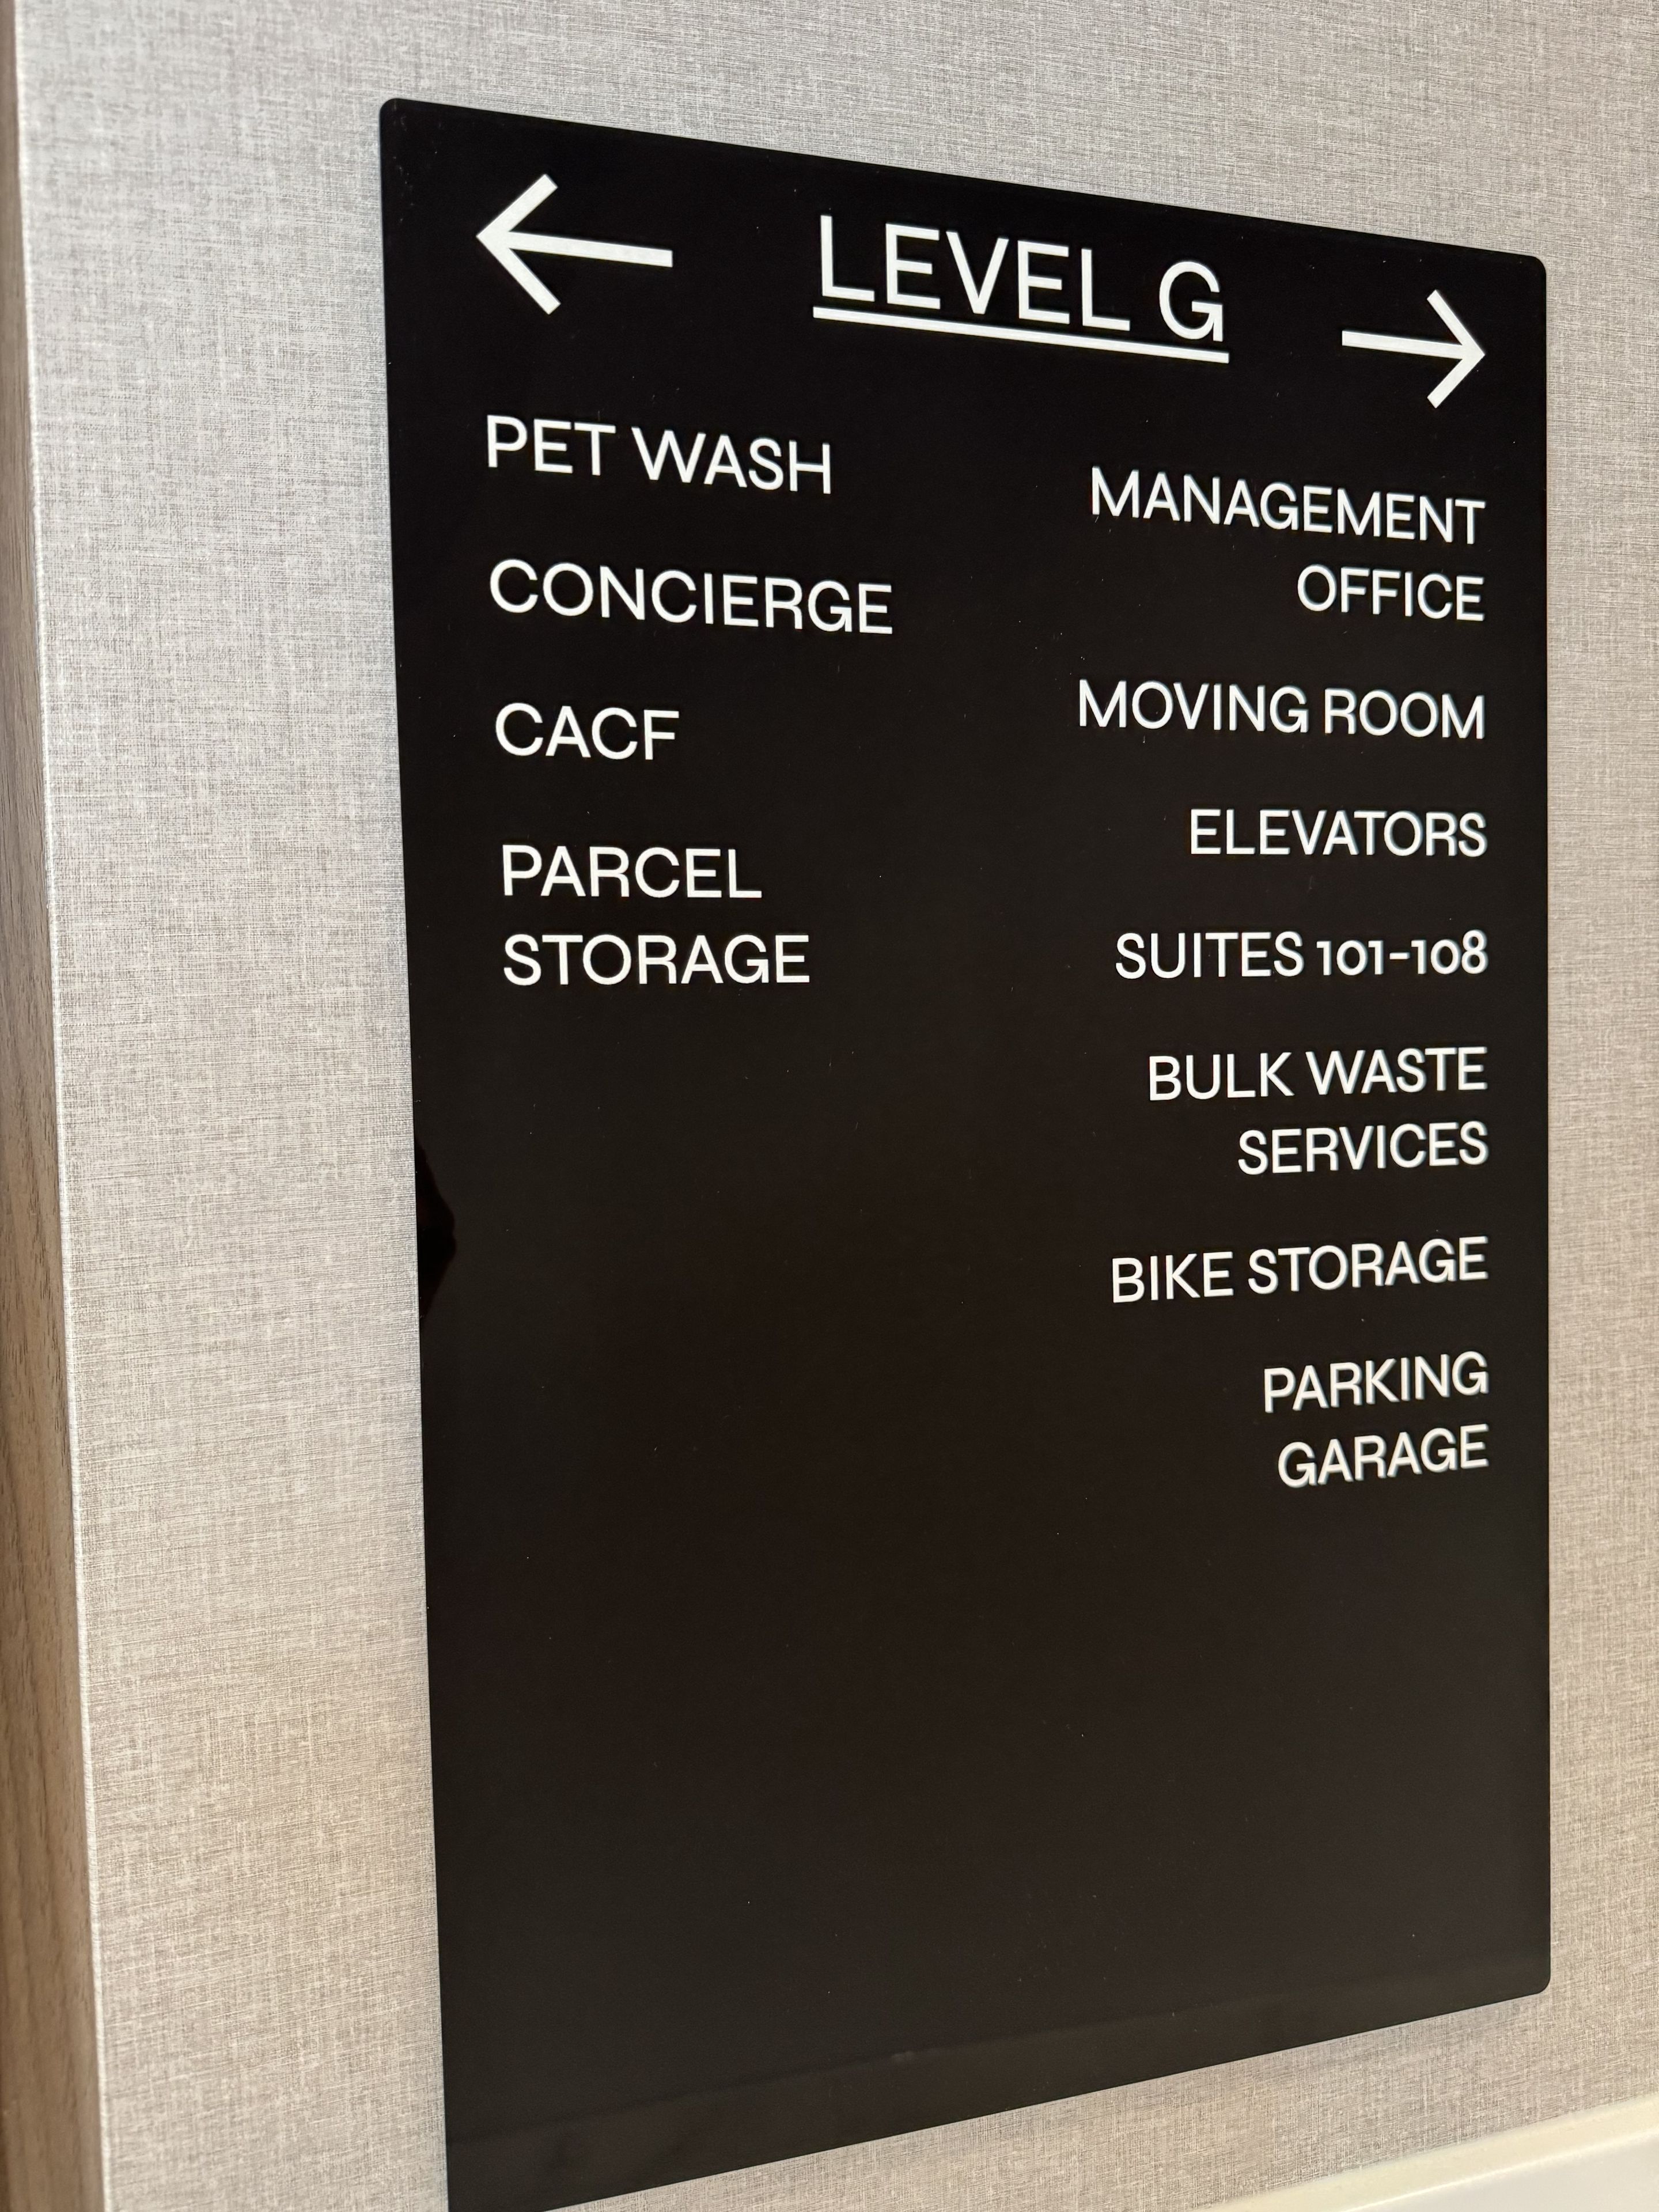 LEVEL G
PET WASH
CONCIERGE
CACF
PARCEL
STORAGE
MANAGEMENT
OFFICE
MOVING ROOM
ELEVATORS
SUITES 101-108
BULK WASTE
SERVICES
BIKE STORAGE
PARKING
GARAGE